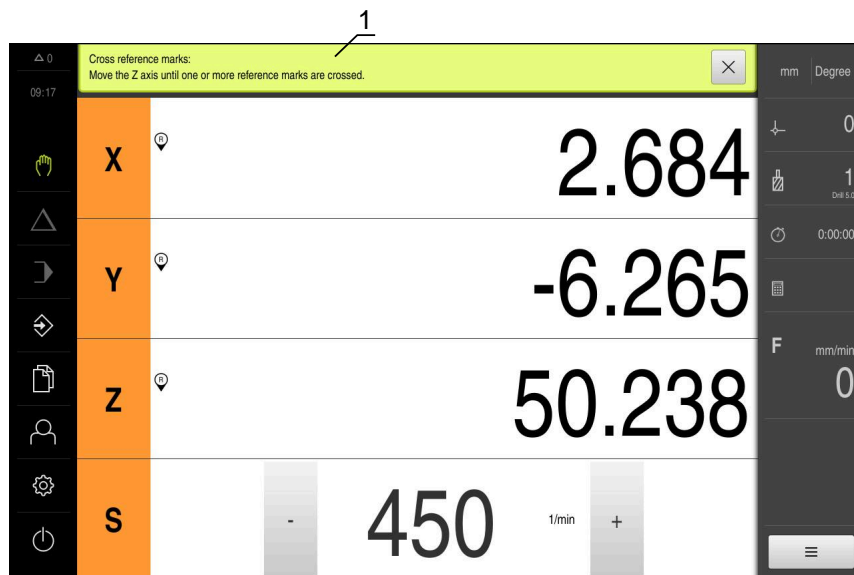 1
0
09:17
Cross reference marks:
Move the Z axis until one or more reference marks are crossed.
mm Degree
X R 2.684
0
1
Drill 5.0
Y R -6.265
0:00:00
Z R 50.238
F mm/min
0
S - 450 1/min +